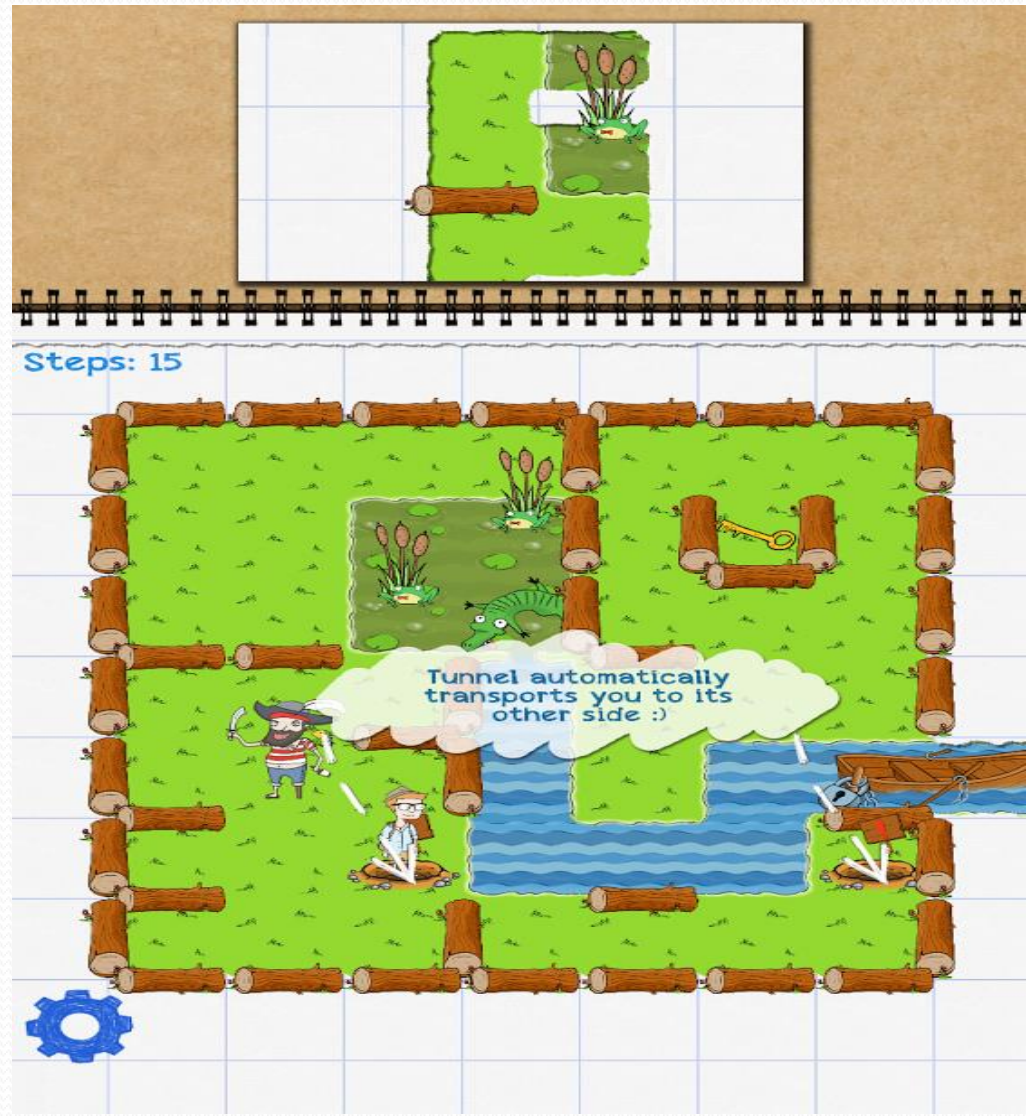 Steps: 15
Tunnel automatically
transports you to its
other side :)